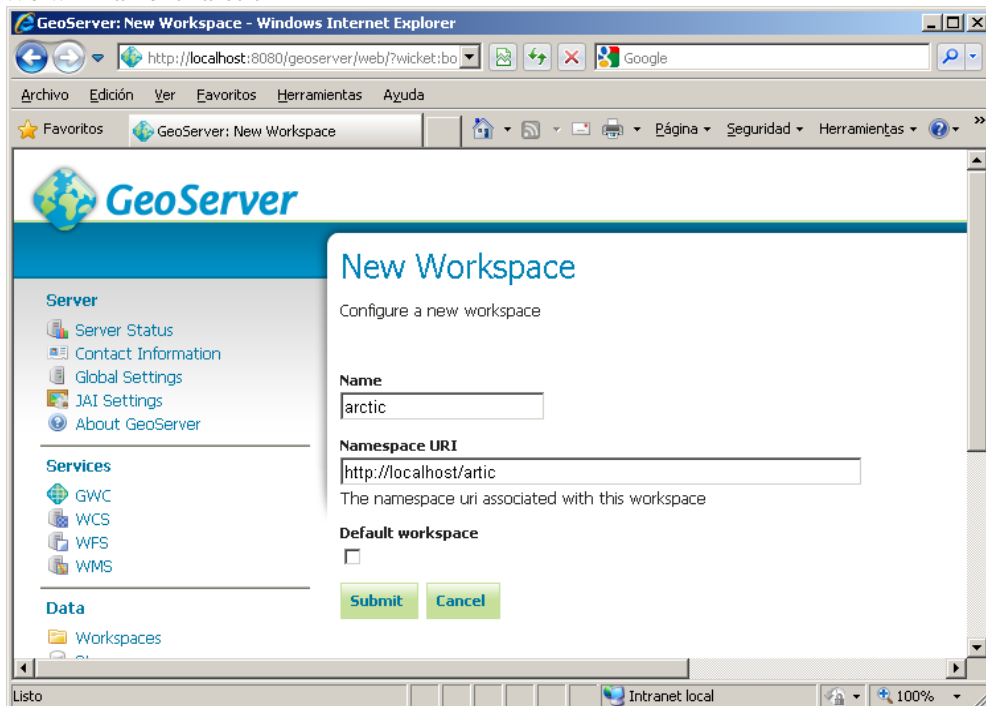 GeoServer: New Workspace - Windows Internet Explorer
http://localhost:8080/geoserver/web/?wicket:bo
Google
Archivo Edición Ver Favoritos Herramientas Ayuda
Favoritos
GeoServer: New Workspace
Página Seguridad Herramientas »
GeoServer
New Workspace
Configure a new workspace
Server
Server Status
Contact Information
Global Settings
JAI Settings
About GeoServer
Services
GWC
WCS
WFS
WMS
Data
Workspaces
Name
arctic
Namespace URI
http://localhost/artic
The namespace uri associated with this workspace
Default workspace
Submit Cancel
Listo
Intranet local
100%